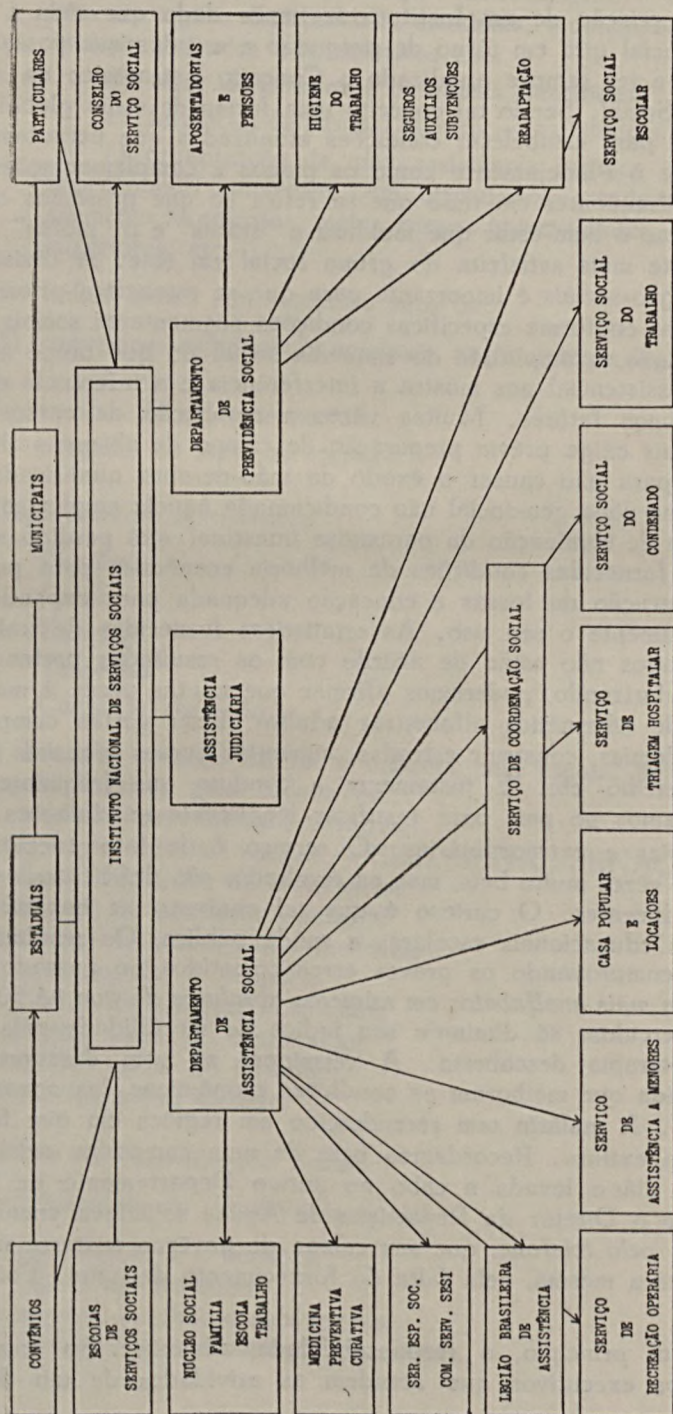 CONVÊNIOS
ESTADUAIS
MUNICIPAIS
PARTICULARES
INSTITUTO NACIONAL DE SERVIÇOS SOCIAIS
ESCOLAS
DE
SERVIÇOS SOCIAIS
CONSELHO
DO
SERVIÇO SOCIAL
DEPARTAMENTO
DE
ASSISTÊNCIA SOCIAL
ASSISTÊNCIA
JUDICIÁRIA
DEPARTAMENTO
DE
PREVIDÊNCIA SOCIAL
NÚCLEO SOCIAL
FAMÍLIA
ESCOLA
TRABALHO
APOSENTADORIAS
E
PENSÕES
MEDICINA
PREVENTIVA
CURATIVA
HIGIENE
DO
TRABALHO
SER. ESP. SOC.
COM. SERV. SESI
SERVIÇO DE COORDENAÇÃO SOCIAL
SEGUROS
AUXÍLIOS
SUBVENÇÕES
LEGIÃO BRASILEIRA
DE
ASSISTÊNCIA
READAPTAÇÃO
SERVIÇO
DE
RECREAÇÃO OPERÁRIA
SERVIÇO
DE
ASSISTÊNCIA A MENORES
CASA POPULAR
E
LOCAÇOES
SERVIÇO
DE
TRIAGEM HOSPITALAR
SERVIÇO SOCIAL
DO
CONDENADO
SERVIÇO SOCIAL
DO
TRABALHO
SERVIÇO SOCIAL
ESCOLAR